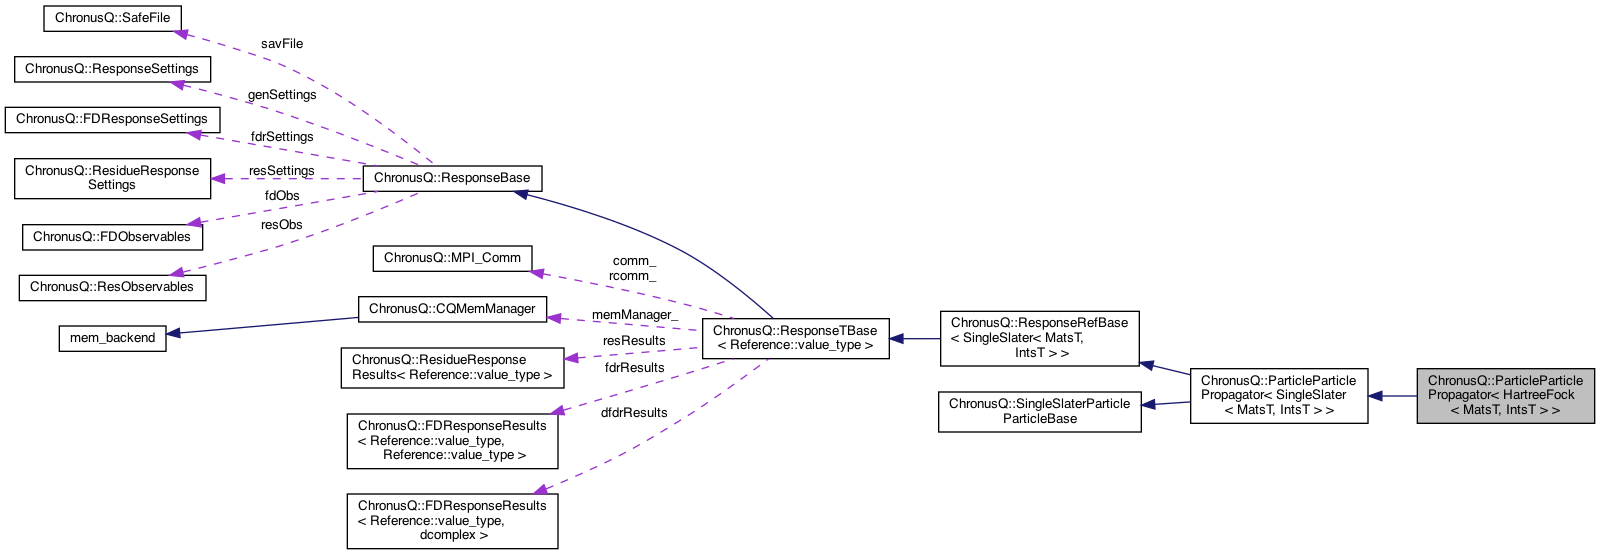 ChronusQ::SafeFile
savFile
ChronusQ::ResponseSettings
genSettings
ChronusQ::FDResponseSettings
fdrSettings
ChronusQ::ResidueResponse
Settings
resSettings
ChronusQ::ResponseBase
fdObs
ChronusQ::FDObservables
resObs
ChronusQ::ResObservables
ChronusQ::MPI_Comm
comm_
rcomm_
ChronusQ::CQMemManager
memManager_
mem_backend
ChronusQ::ResponseTBase
< Reference::value_type >
ChronusQ::ResidueResponse
Results< Reference::value_type >
resResults
fdrResults
ChronusQ::FDResponseResults
< Reference::value_type,
Reference::value_type >
dfdrResults
ChronusQ::FDResponseResults
< Reference::value_type,
dcomplex >
ChronusQ::ResponseRefBase
< SingleSlater< MatsT,
IntsT > >
ChronusQ::SingleSlaterParticle
ParticleBase
ChronusQ::ParticleParticle
Propagator< SingleSlater
< MatsT, IntsT > >
ChronusQ::ParticleParticle
Propagator< HartreeFock
< MatsT, IntsT > >